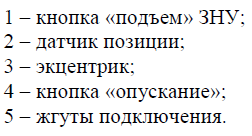 1 – кнопка «подъем» ЗНУ;
2 – датчик позиции;
3 – эксцентрик;
4 – кнопка «опускание»;
5 – жгуты подключения.